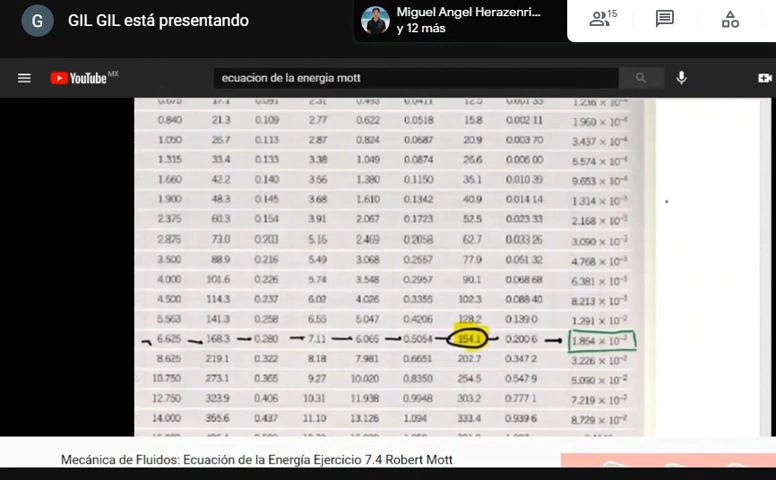 G GIL GIL está presentando
Miguel Angel Herazenri...
y 12 más
15
YouTube MX
ecuacion de la energia mott
17.1 0.091 2.31 0.493 0.0411 12.5 0.001 33
0.840 21.3 0.109 2.77 0.622 0.0518 15.8 0.002 11 1.960 × 10⁻⁴
1.050 26.7 0.113 2.87 0.824 0.0687 20.9 0.003 70 3.437 × 10⁻⁴
1.315 33.4 0.133 3.38 1.049 0.0874 26.6 0.006 00 5.574 × 10⁻⁴
1.660 42.2 0.140 3.56 1.380 0.1150 35.1 0.010 39 9.653 × 10⁻⁴
1.900 48.3 0.145 3.68 1.610 0.1342 40.9 0.014 14 1.314 × 10⁻³
2.375 60.3 0.154 3.91 2.067 0.1723 52.5 0.023 33 2.168 × 10⁻³
2.875 73.0 0.203 5.16 2.469 0.2058 62.7 0.033 26 3.090 × 10⁻³
3.500 88.9 0.216 5.49 3.068 0.2557 77.9 0.051 32 4.768 × 10⁻³
4.000 101.6 0.226 5.74 3.548 0.2957 90.1 0.068 68 6.381 × 10⁻³
4.500 114.3 0.237 6.02 4.026 0.3355 102.3 0.088 40 8.213 × 10⁻³
5.563 141.3 0.258 6.55 5.047 0.4206 128.2 0.139 0 1.291 × 10⁻²
6.625 168.3 0.280 7.11 6.065 0.5054 154.1 0.200 6 1.864 × 10⁻²
8.625 219.1 0.322 8.18 7.981 0.6651 202.7 0.347 2 3.226 × 10⁻²
10.750 273.1 0.365 9.27 10.020 0.8350 254.5 0.547 9 5.090 × 10⁻²
12.750 323.9 0.406 10.31 11.938 0.9948 303.2 0.777 1 7.219 × 10⁻²
14.000 355.6 0.437 11.10 13.126 1.094 333.4 0.939 6 8.729 × 10⁻²
Mecánica de Fluidos: Ecuación de la Energía Ejercicio 7.4 Robert Mott